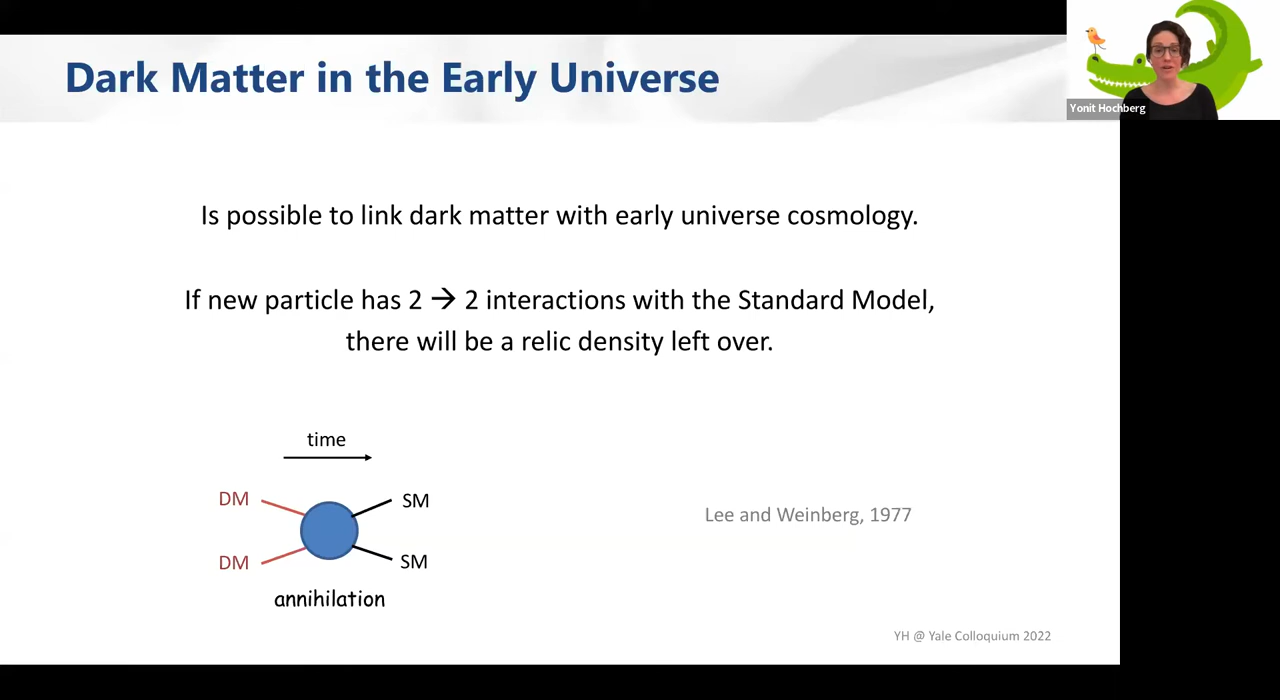 Dark Matter in the Early Universe
Yonit Hochberg
Is possible to link dark matter with early universe cosmology.
If new particle has 2 → 2 interactions with the Standard Model,
there will be a relic density left over.
time
DM
SM
DM
SM
annihilation
Lee and Weinberg, 1977
YH @ Yale Colloquium 2022